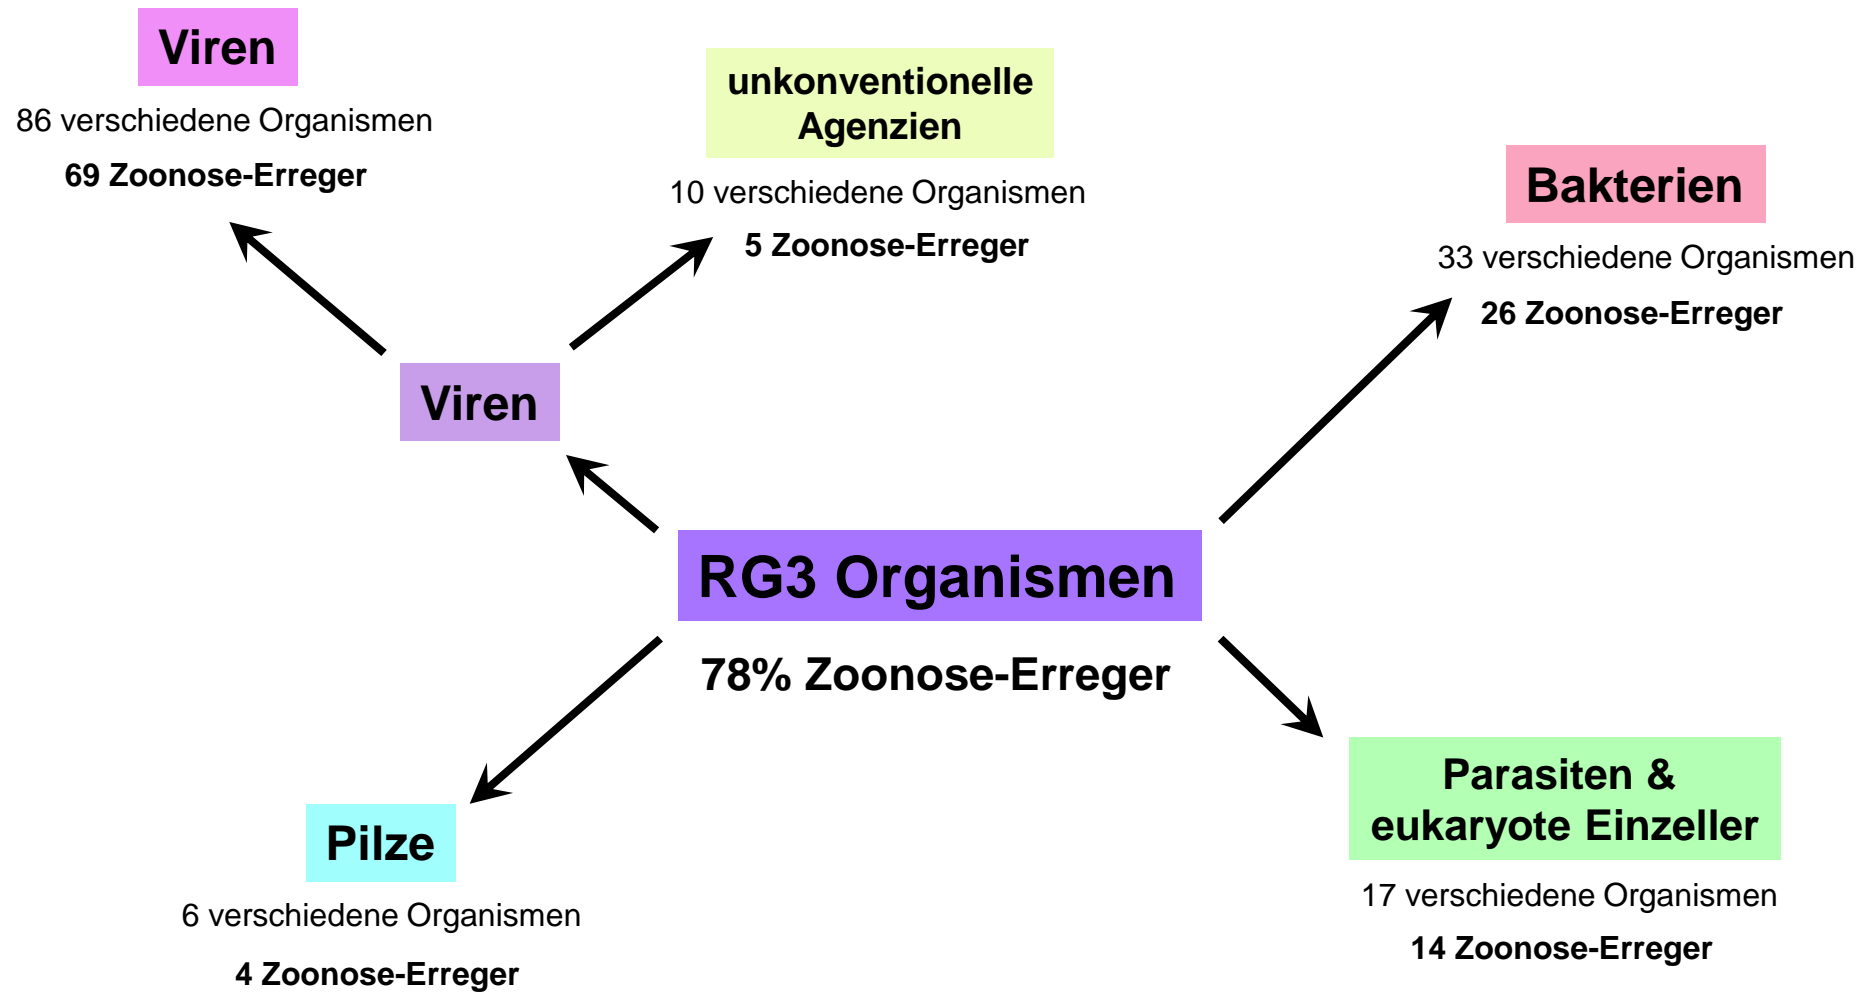 Viren
86 verschiedene Organismen
69 Zoonose-Erreger
unkonventionelle
Agenzien
10 verschiedene Organismen
5 Zoonose-Erreger
Bakterien
33 verschiedene Organismen
26 Zoonose-Erreger
Viren
RG3 Organismen
78% Zoonose-Erreger
Pilze
6 verschiedene Organismen
4 Zoonose-Erreger
Parasiten &
eukaryote Einzeller
17 verschiedene Organismen
14 Zoonose-Erreger